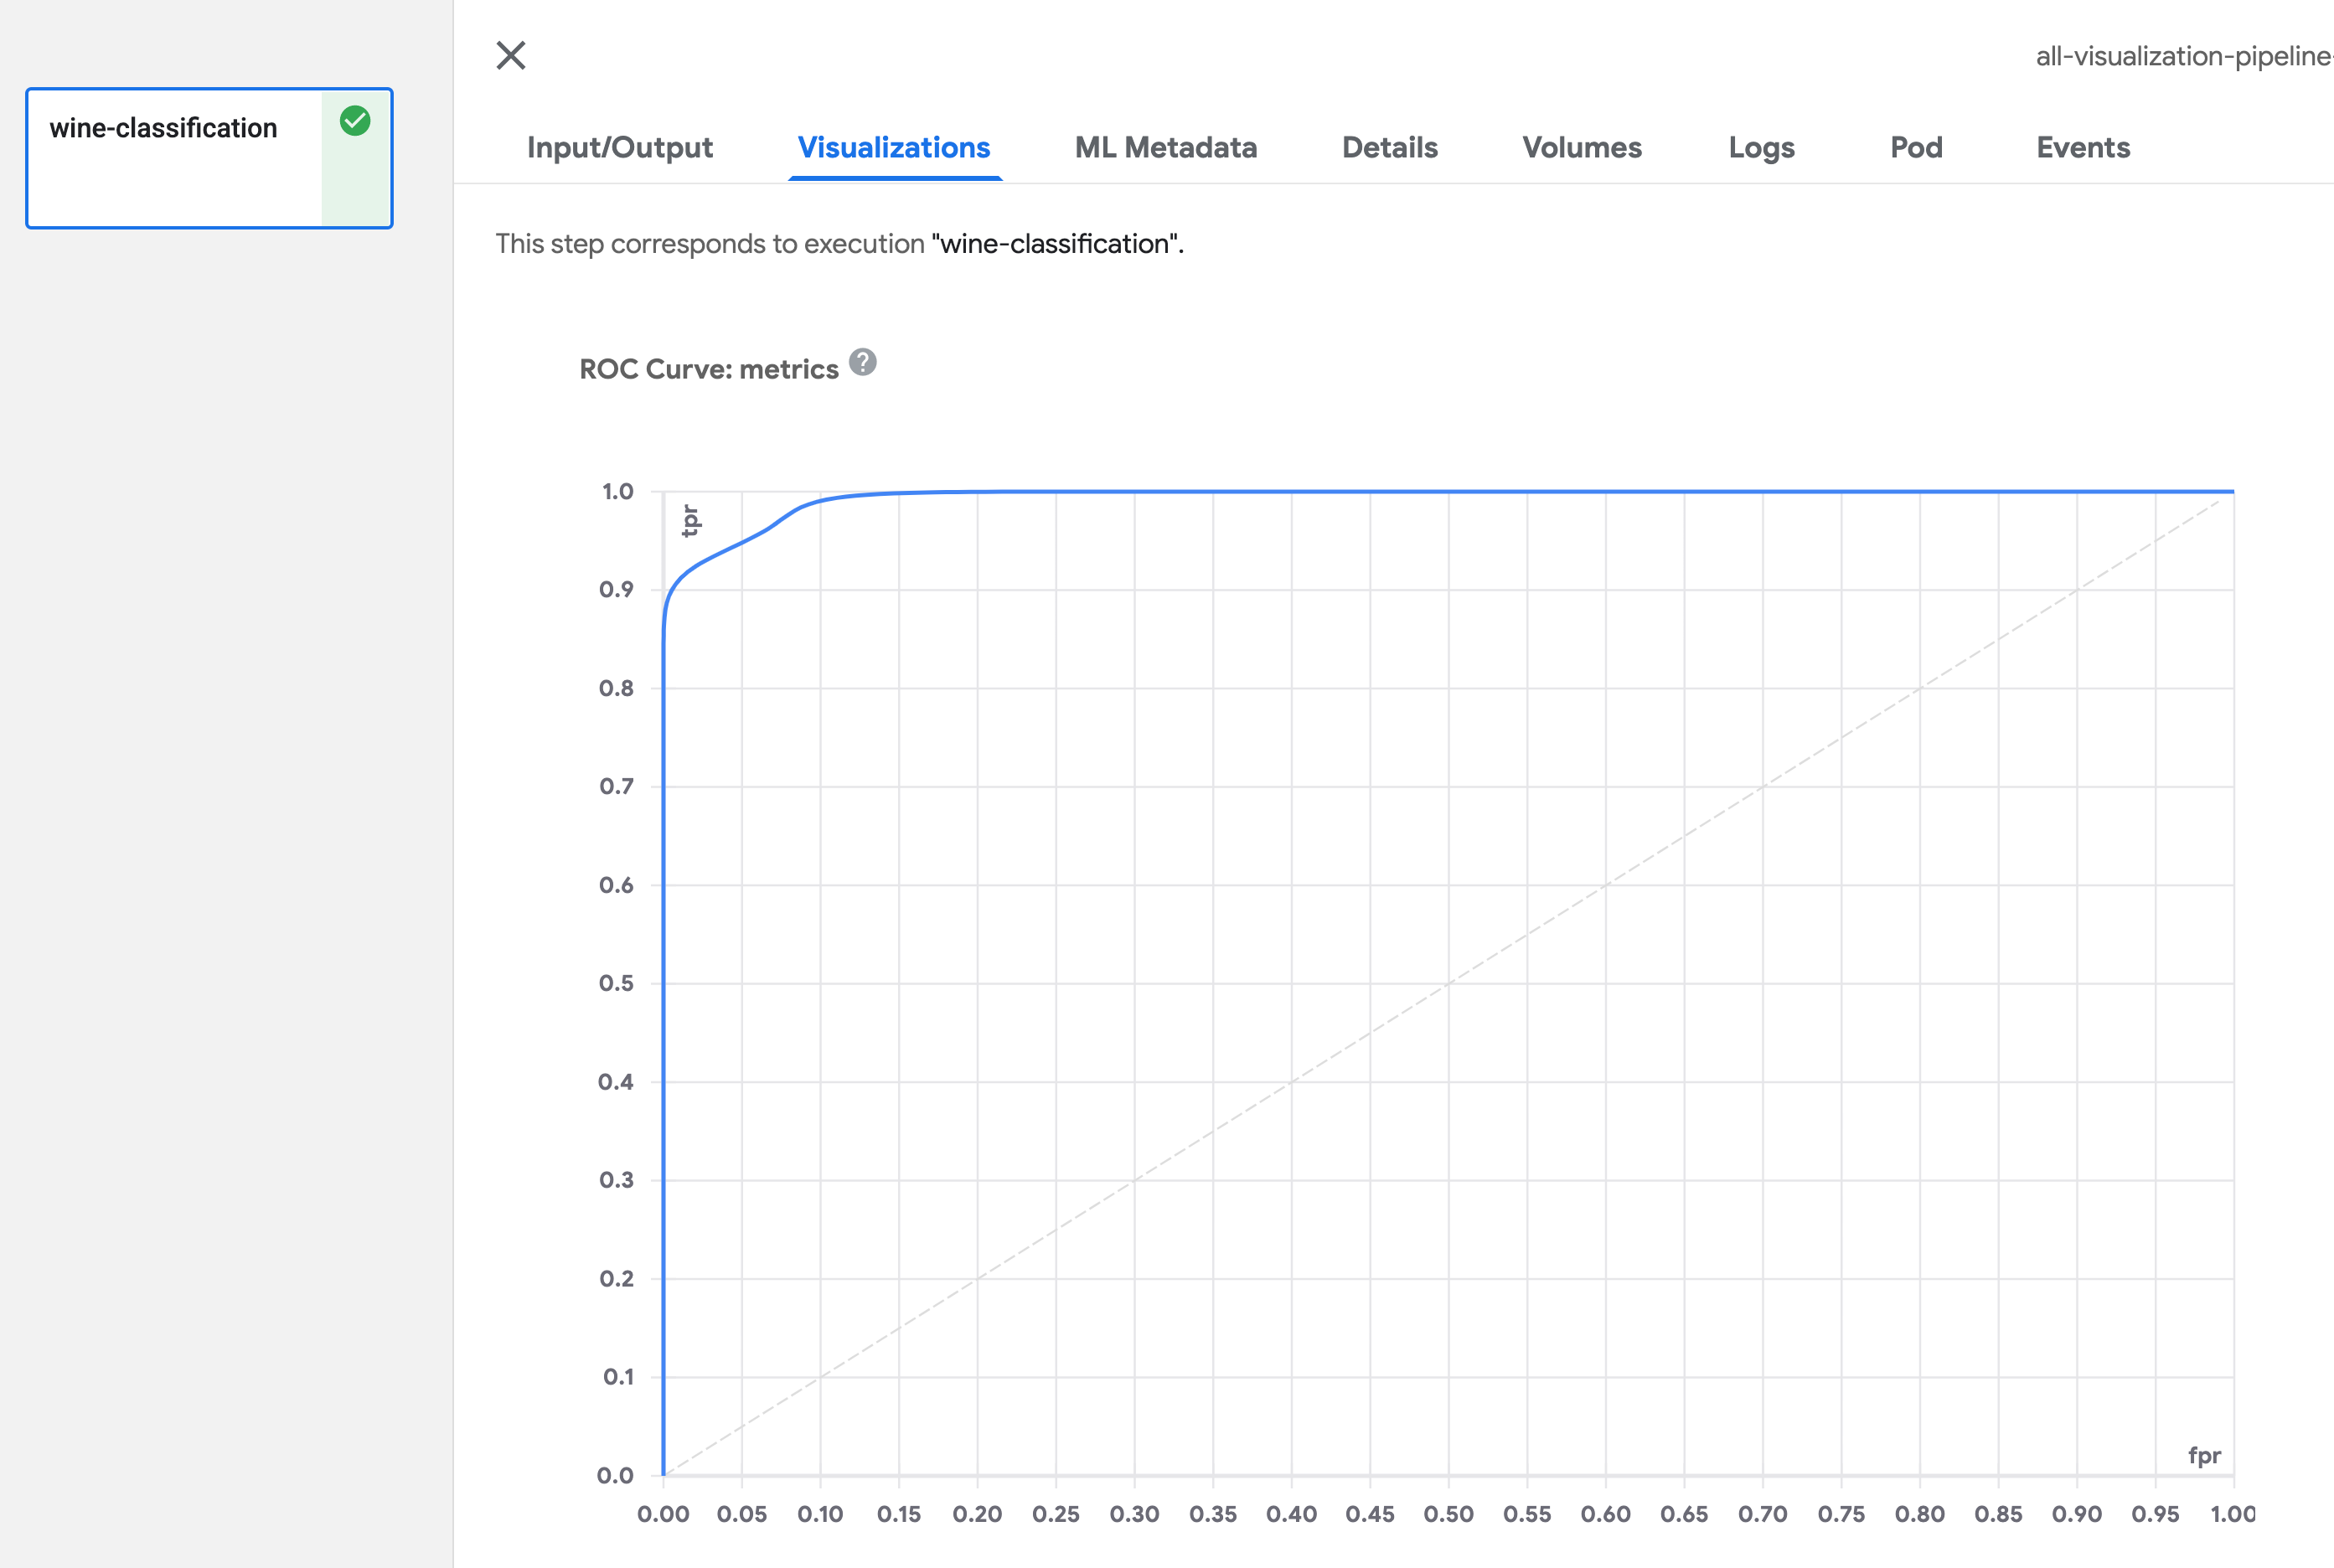 all-visualization-pipeline-
wine-classification
Input/Output Visualizations ML Metadata Details Volumes Logs Pod Events
This step corresponds to execution "wine-classification".
ROC Curve: metrics ?
1.0
tpr
0.9
0.8
0.7
0.6
0.5
0.4
0.3
0.2
0.1
fpr
0.0
0.00 0.05 0.10 0.15 0.20 0.25 0.30 0.35 0.40 0.45 0.50 0.55 0.60 0.65 0.70 0.75 0.80 0.85 0.90 0.95 1.00